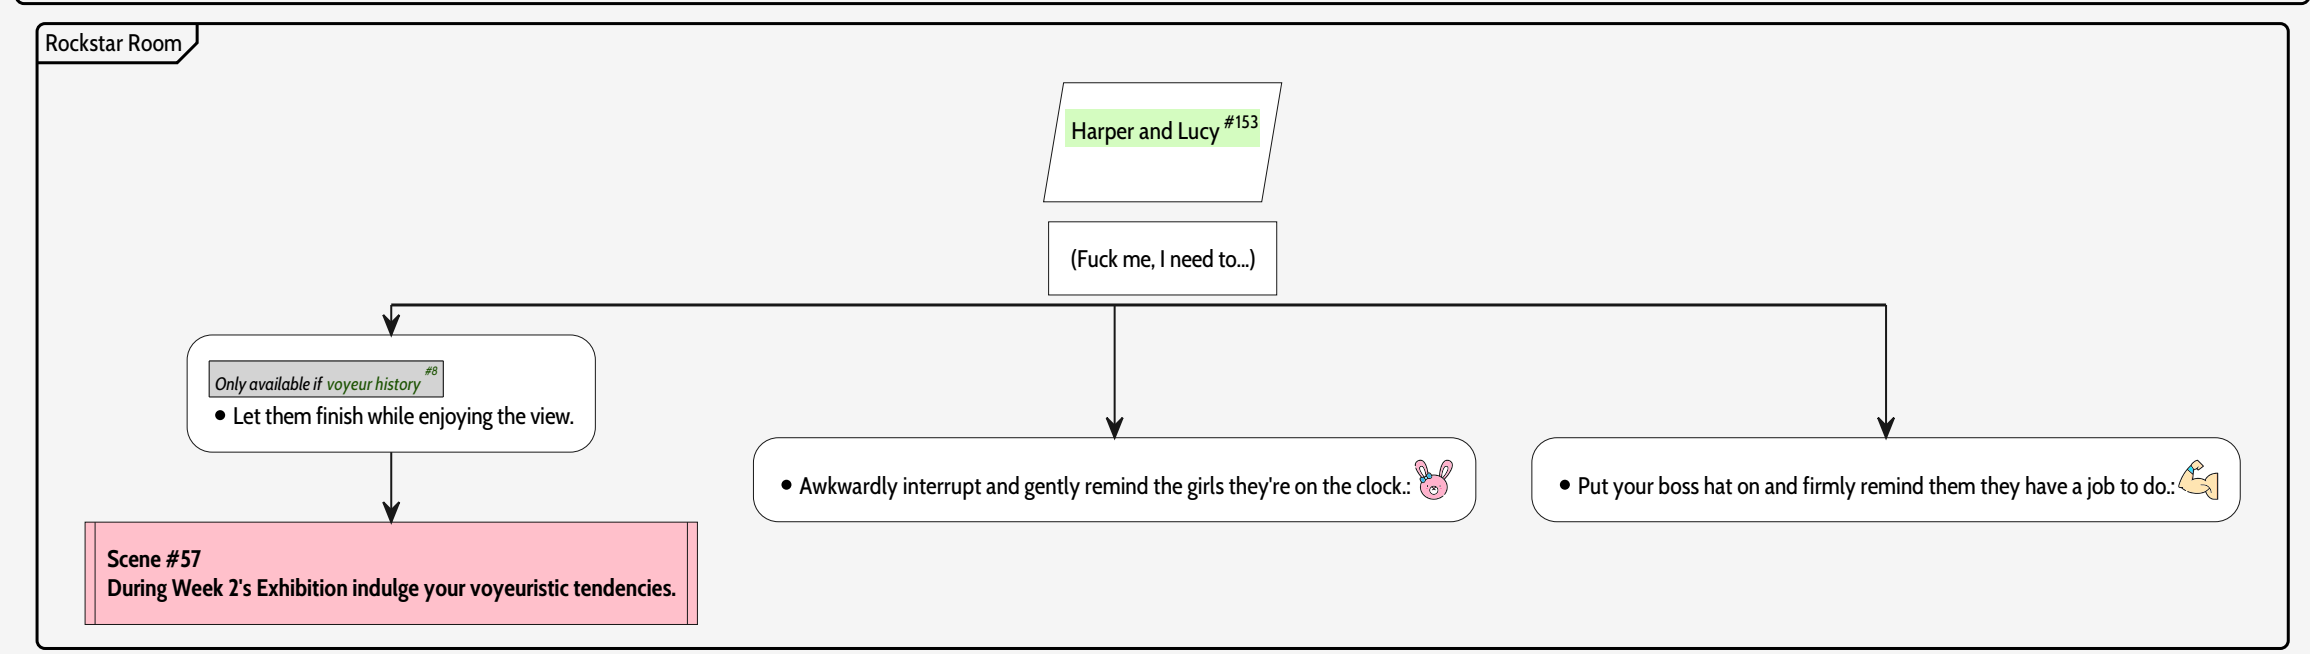 Rockstar Room
Harper and Lucy #153
(Fuck me, I need to...)
Only available if voyeur history #8
• Let them finish while enjoying the view.
• Awkwardly interrupt and gently remind the girls they're on the clock.:
• Put your boss hat on and firmly remind them they have a job to do.:
Scene #57
During Week 2's Exhibition indulge your voyeuristic tendencies.